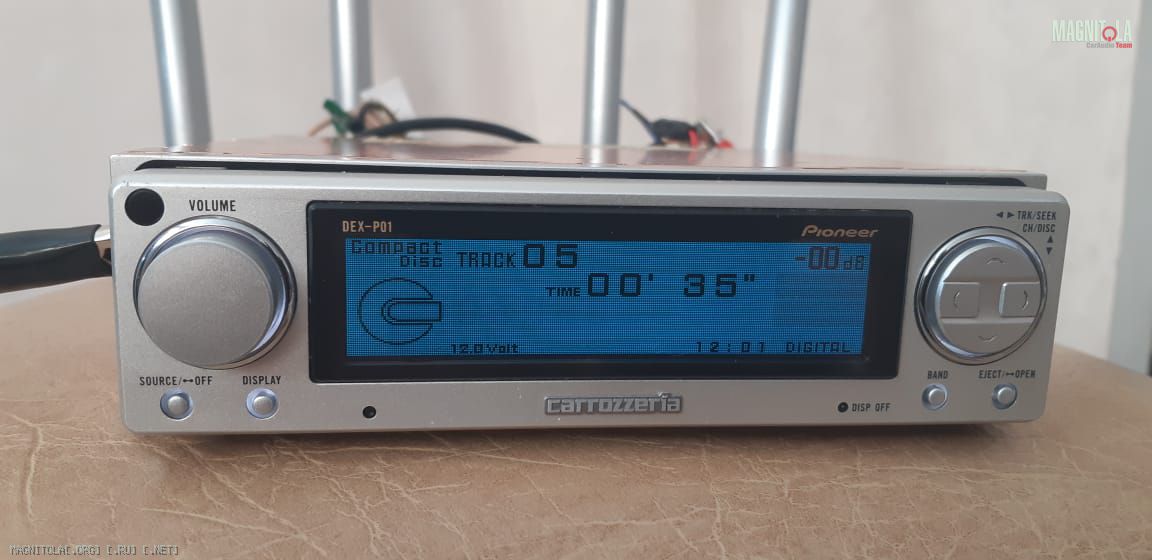 MAGNITOLA
CarAudio Team
VOLUME
◄ ► TRK/SEEK
CH/DISC
▲
▼
DEX-P01
Pioneer
Compact
Disc
TRACK 05
-00dB
TIME 00' 35"
12.0Volt
12:01 DIGITAL
SOURCE/↔OFF
DISPLAY
BAND
EJECT/↔OPEN
carrozzeria
DISP OFF
MAGNITOLA[.ORG] [.RU] [.NET]